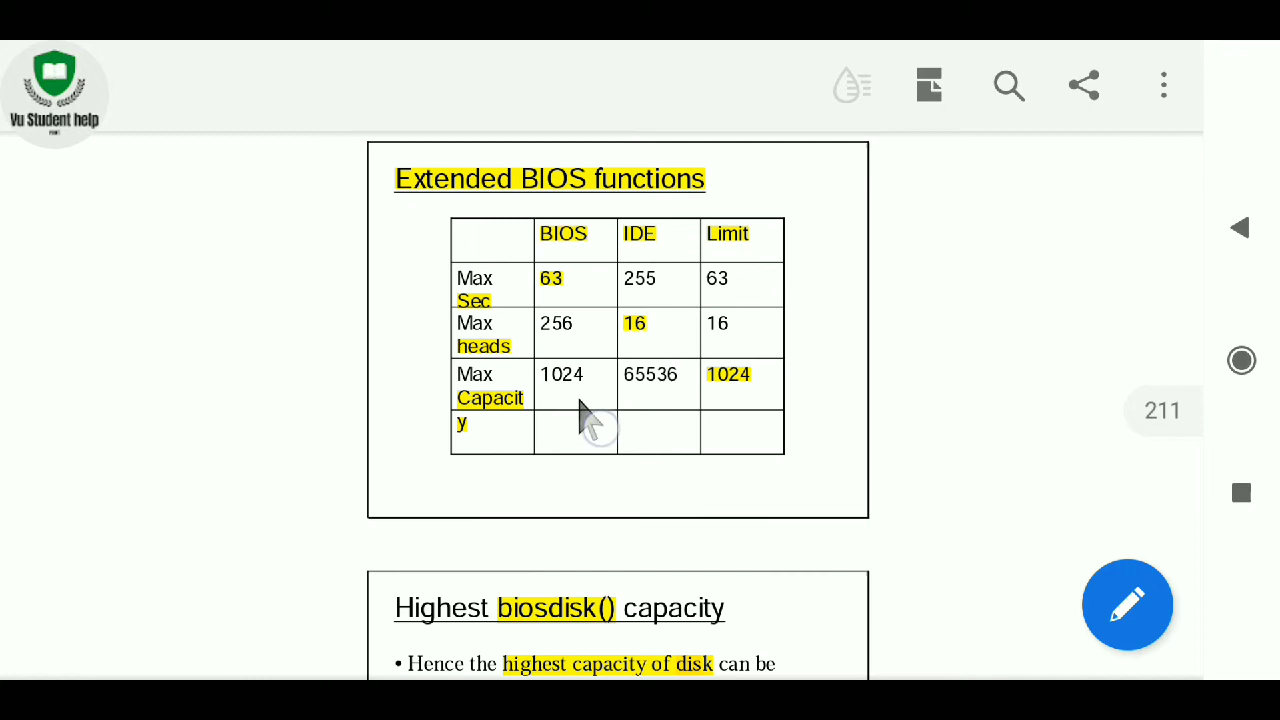 Vu Student help
Extended BIOS functions
BIOS IDE Limit
Max Sec 63 255 63
Max heads 256 16 16
Max Capacit y 1024 65536 1024
211
Highest biosdisk() capacity
• Hence the highest capacity of disk can be